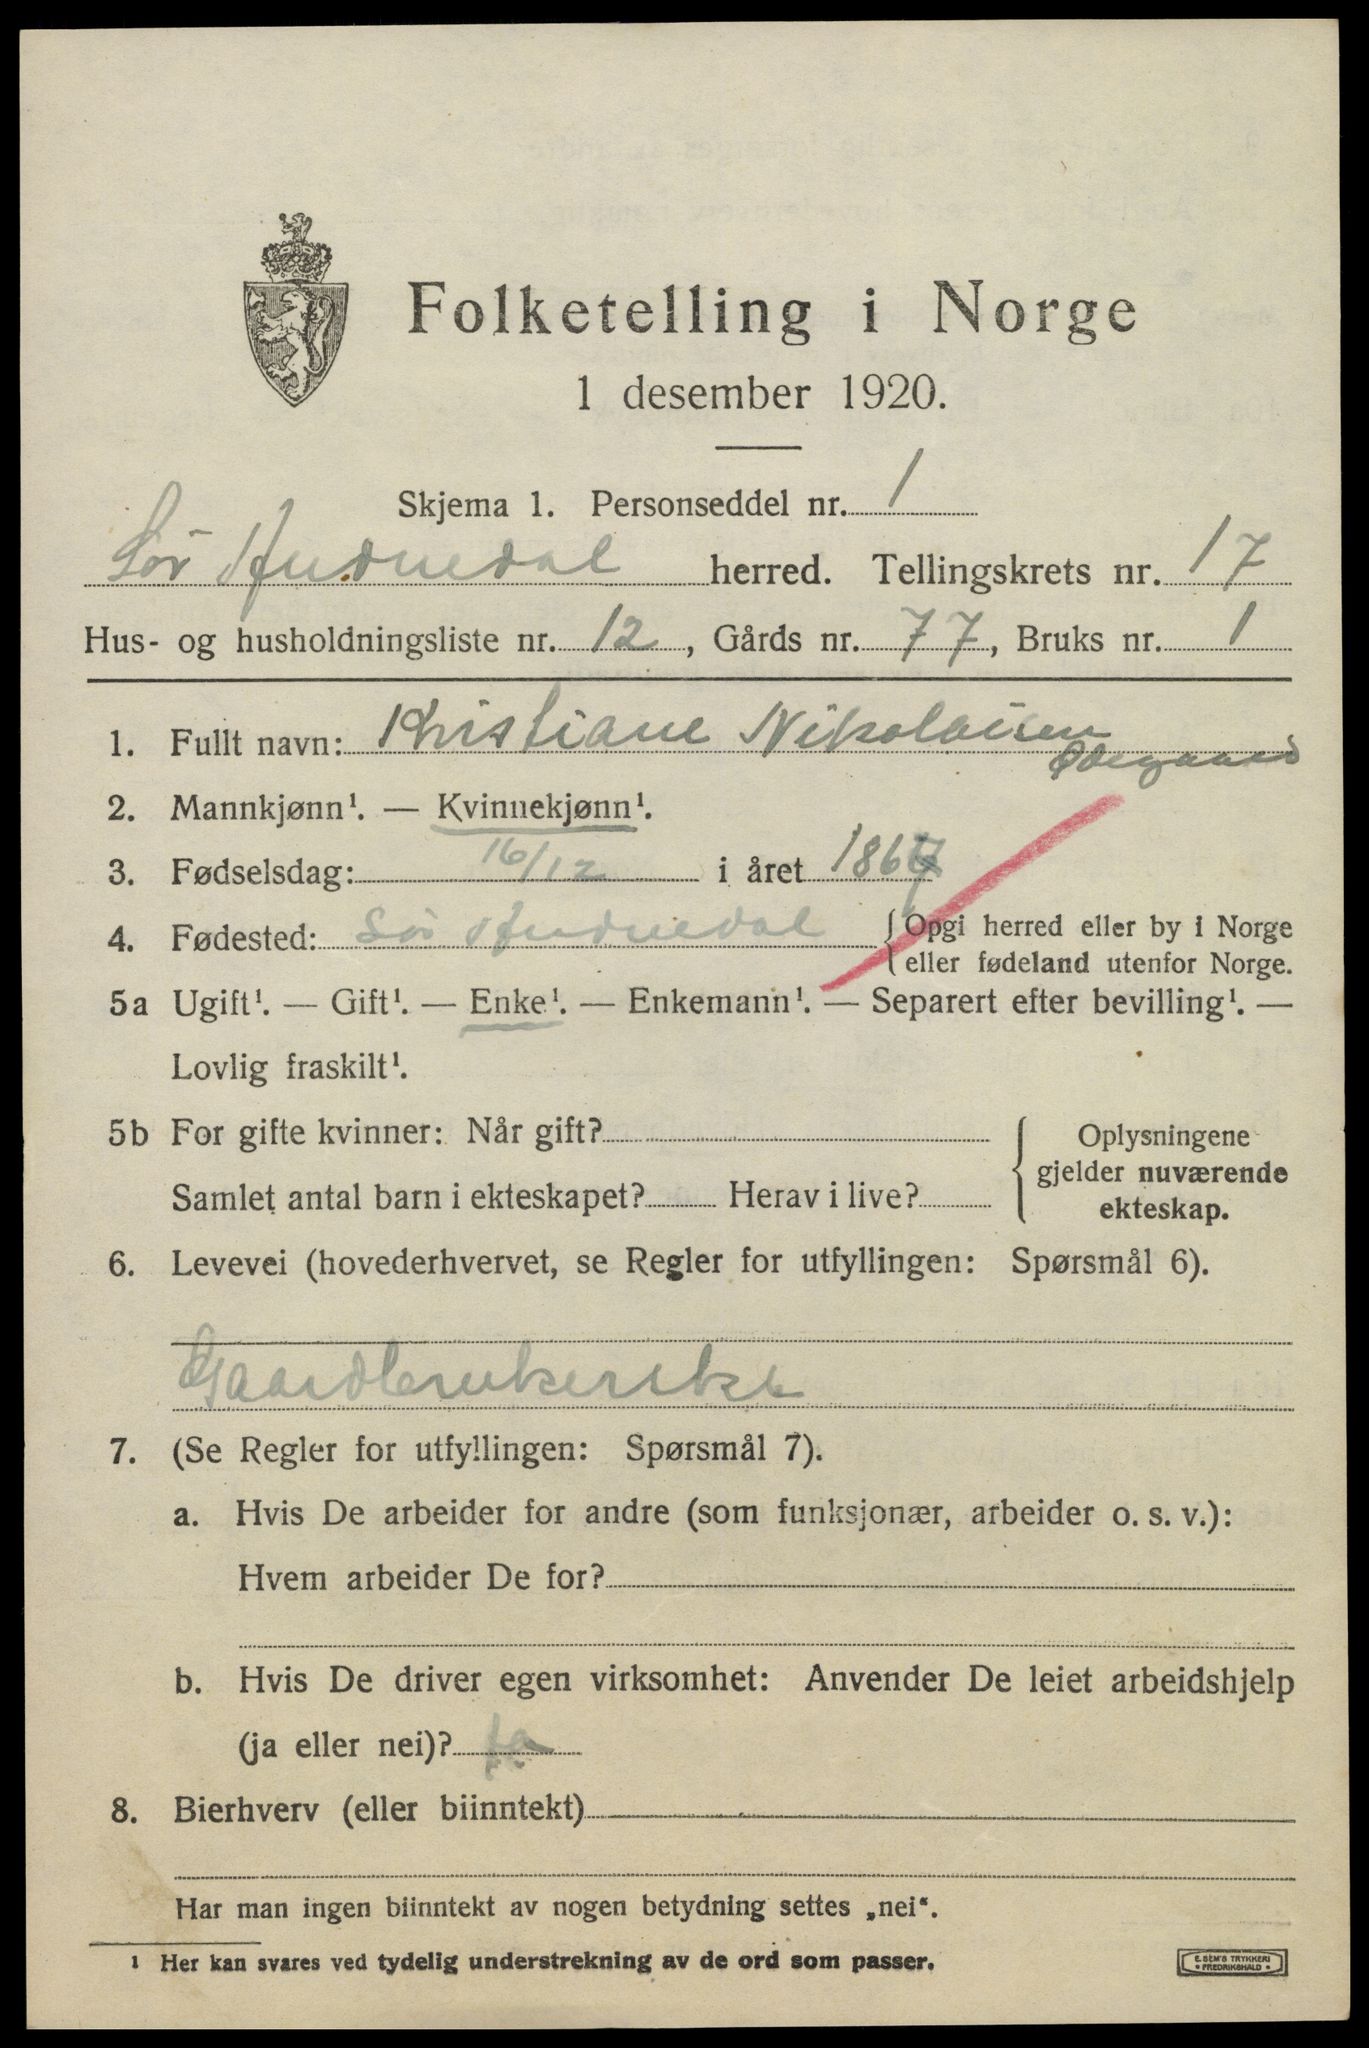 Folketelling i Norge
1 desember 1920.
Skjema 1. Personseddel nr. 1
Sør Audnedal herred. Tellingskrets nr. 17
Hus- og husholdningsliste nr. 12, Gårds nr. 77, Bruks nr. 1
1. Fullt navn: Kristiane Nikolaisen
Ødegaard
2. Mannkjønn¹. — Kvinnekjønn¹.
3. Fødselsdag: 16/12 i året 1867
4. Fødested: Sør Audnedal { Opgi herred eller by i Norge
eller fødeland utenfor Norge.
5a Ugift¹. — Gift¹. — Enke¹. — Enkemann¹. — Separert efter bevilling¹. —
Lovlig fraskilt¹.
5b For gifte kvinner: Når gift?
Samlet antal barn i ekteskapet? Herav i live?
{ Oplysningene
gjelder nuværende
ekteskap.
6. Levevei (hovederhvervet, se Regler for utfyllingen: Spørsmål 6).
Gaardbrukerske
7. (Se Regler for utfyllingen: Spørsmål 7).
a. Hvis De arbeider for andre (som funksjonær, arbeider o. s. v.):
Hvem arbeider De for?
b. Hvis De driver egen virksomhet: Anvender De leiet arbeidshjelp
(ja eller nei)? ja
8. Bierhverv (eller biinntekt)
Har man ingen biinntekt av nogen betydning settes „nei“.
¹ Her kan svares ved tydelig understrekning av de ord som passer.
E. SEM'S TRYKKERI
• FREDRIKSHALD •